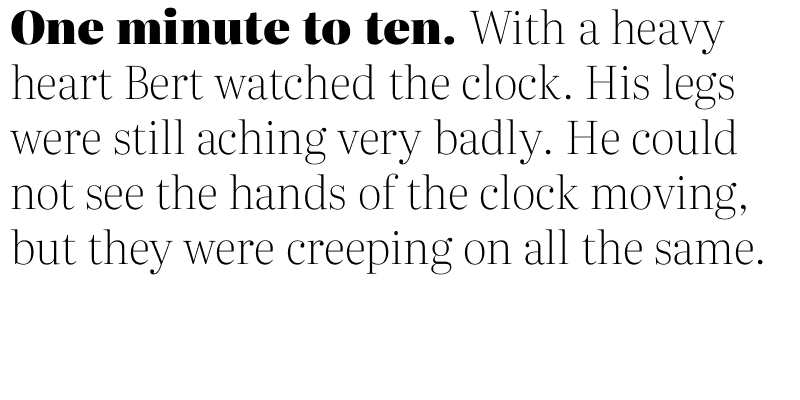 One minute to ten. With a heavy
heart Bert watched the clock. His legs
were still aching very badly. He could
not see the hands of the clock moving,
but they were creeping on all the same.